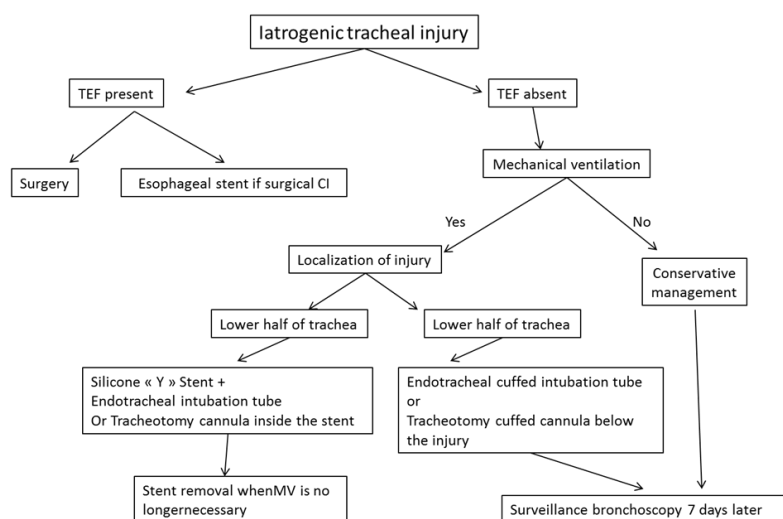 Iatrogenic tracheal injury
TEF present
TEF absent
Surgery
Esophageal stent if surgical CI
Mechanical ventilation
Yes
No
Localization of injury
Conservative
management
Lower half of trachea
Lower half of trachea
Silicone « Y » Stent +
Endotracheal intubation tube
Or Tracheotomy cannula inside the stent
Endotracheal cuffed intubation tube
or
Tracheotomy cuffed cannula below
the injury
Stent removal whenMV is no
longernecessary
Surveillance bronchoscopy 7 days later